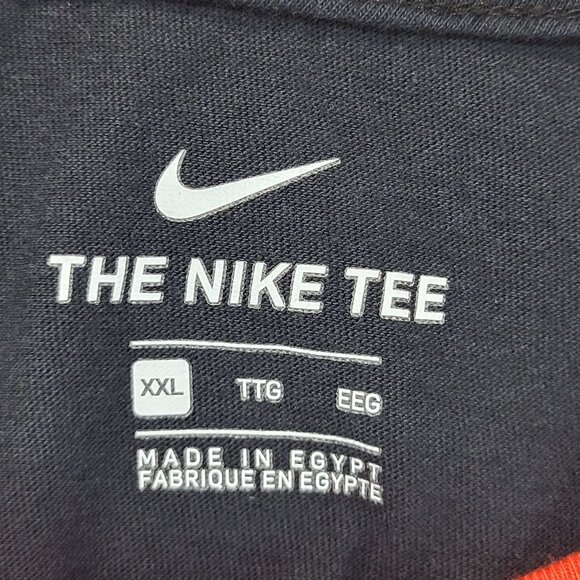 THE NIKE TEE
XXL TTG EEG
MADE IN EGYPT
FABRIQUE EN EGYPTE